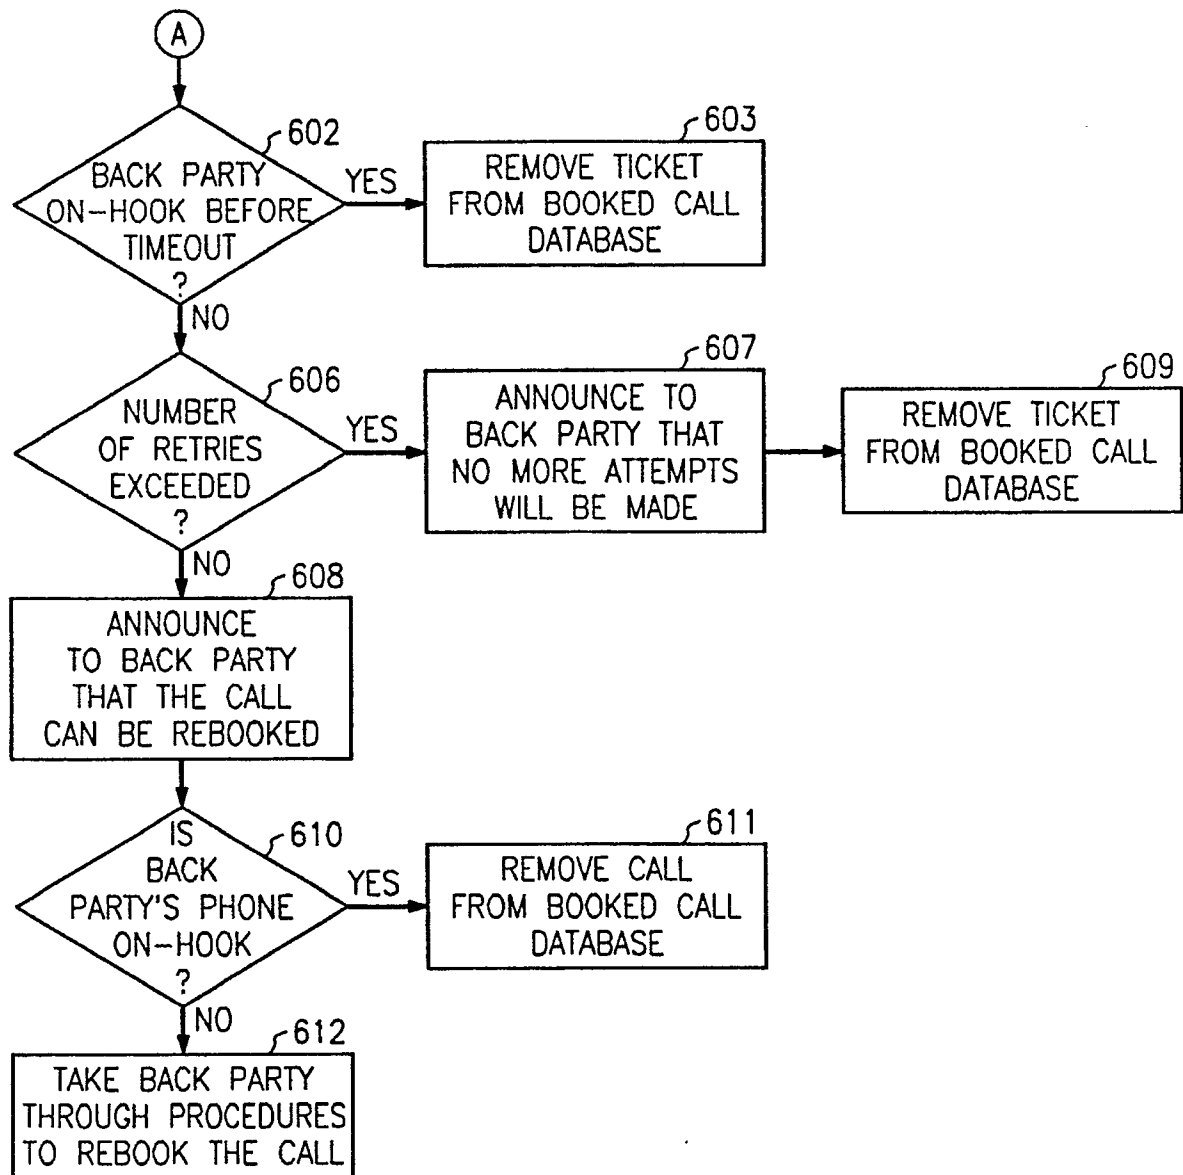 A
602
BACK PARTY
ON-HOOK BEFORE
TIMEOUT
?
YES
603
REMOVE TICKET
FROM BOOKED CALL
DATABASE
NO
606
NUMBER
OF RETRIES
EXCEEDED
?
YES
607
ANNOUNCE TO
BACK PARTY THAT
NO MORE ATTEMPTS
WILL BE MADE
609
REMOVE TICKET
FROM BOOKED CALL
DATABASE
NO
608
ANNOUNCE
TO BACK PARTY
THAT THE CALL
CAN BE REBOOKED
610
IS
BACK
PARTY'S PHONE
ON-HOOK
?
YES
611
REMOVE CALL
FROM BOOKED CALL
DATABASE
NO
612
TAKE BACK PARTY
THROUGH PROCEDURES
TO REBOOK THE CALL